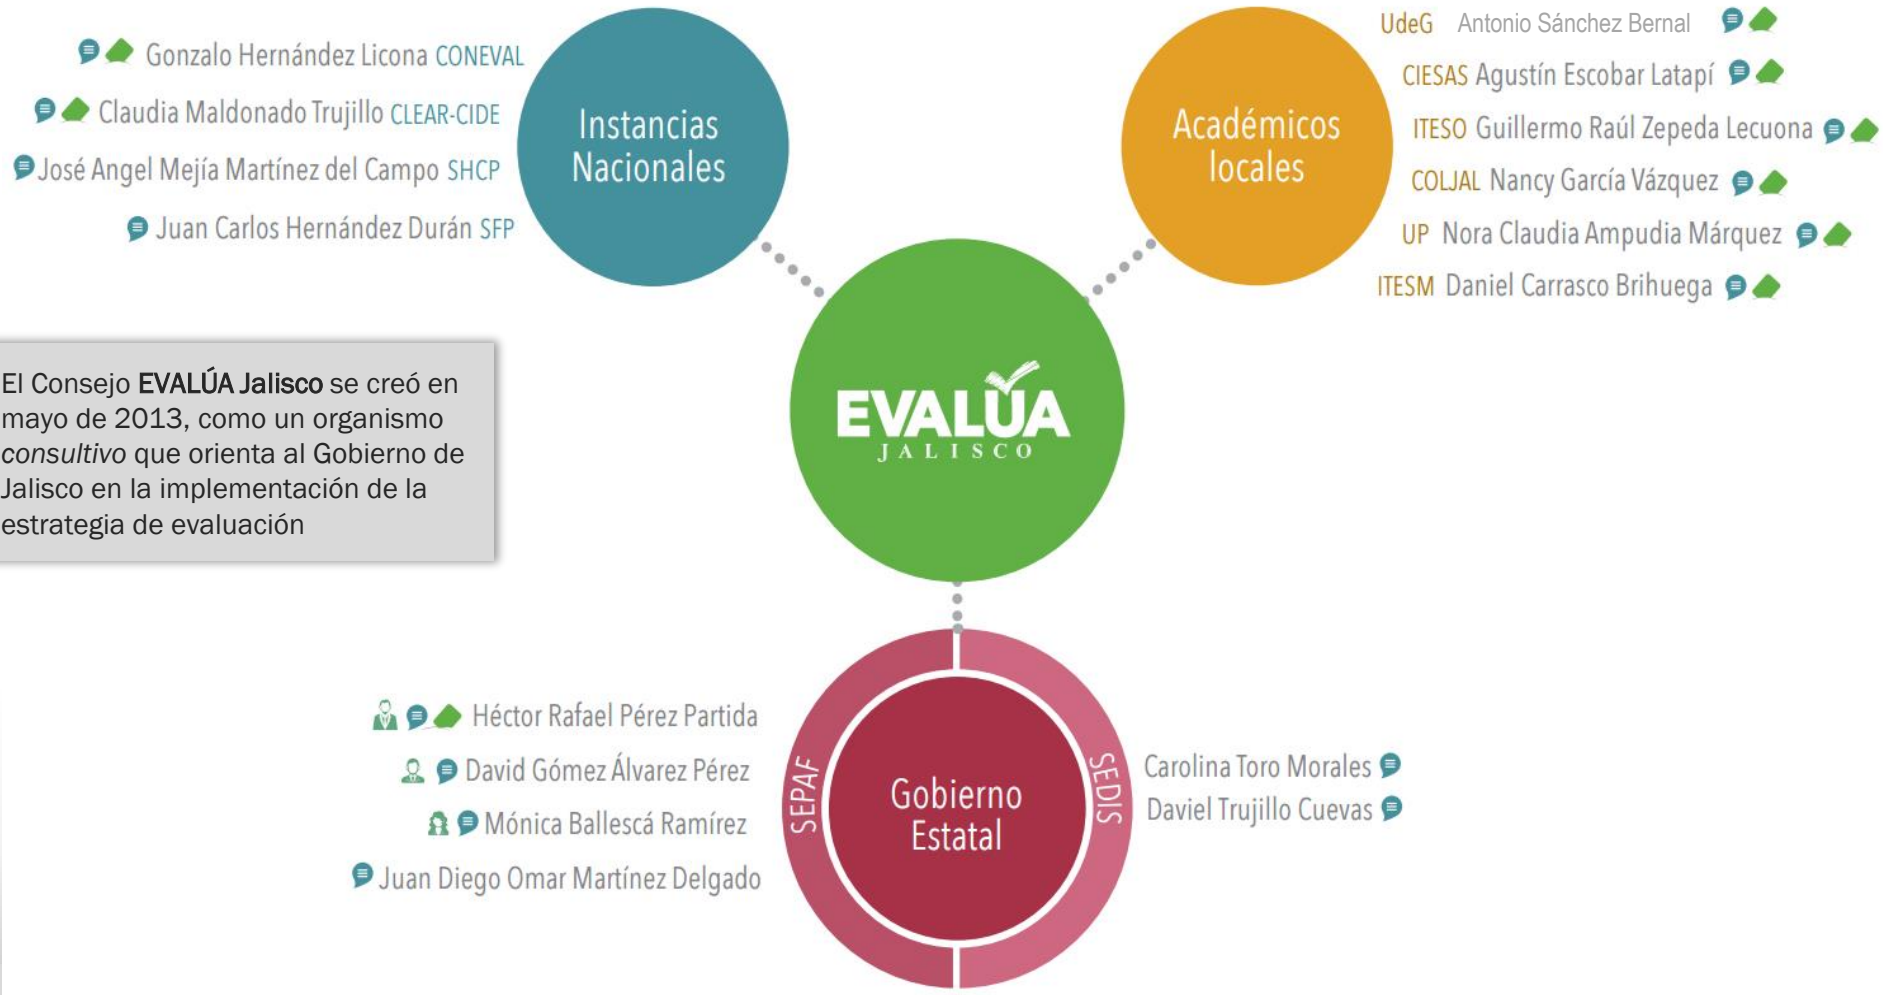 Gonzalo Hernández Licona CONEVAL
Claudia Maldonado Trujillo CLEAR-CIDE
José Angel Mejía Martínez del Campo SHCP
Juan Carlos Hernández Durán SFP
Instancias
Nacionales
Académicos
locales
UdeG Antonio Sánchez Bernal
CIESAS Agustín Escobar Latapí
ITESO Guillermo Raúl Zepeda Lecuona
COLJAL Nancy García Vázquez
UP Nora Claudia Ampudia Márquez
ITESM Daniel Carrasco Brihuega
El Consejo EVALÚA Jalisco se creó en
mayo de 2013, como un organismo
consultivo que orienta al Gobierno de
Jalisco en la implementación de la
estrategia de evaluación
EVALÚA
JALISCO
Héctor Rafael Pérez Partida
David Gómez Álvarez Pérez
Mónica Ballescá Ramírez
Juan Diego Omar Martínez Delgado
SEPAF
Gobierno
Estatal
SEDIS
Carolina Toro Morales
Daviel Trujillo Cuevas